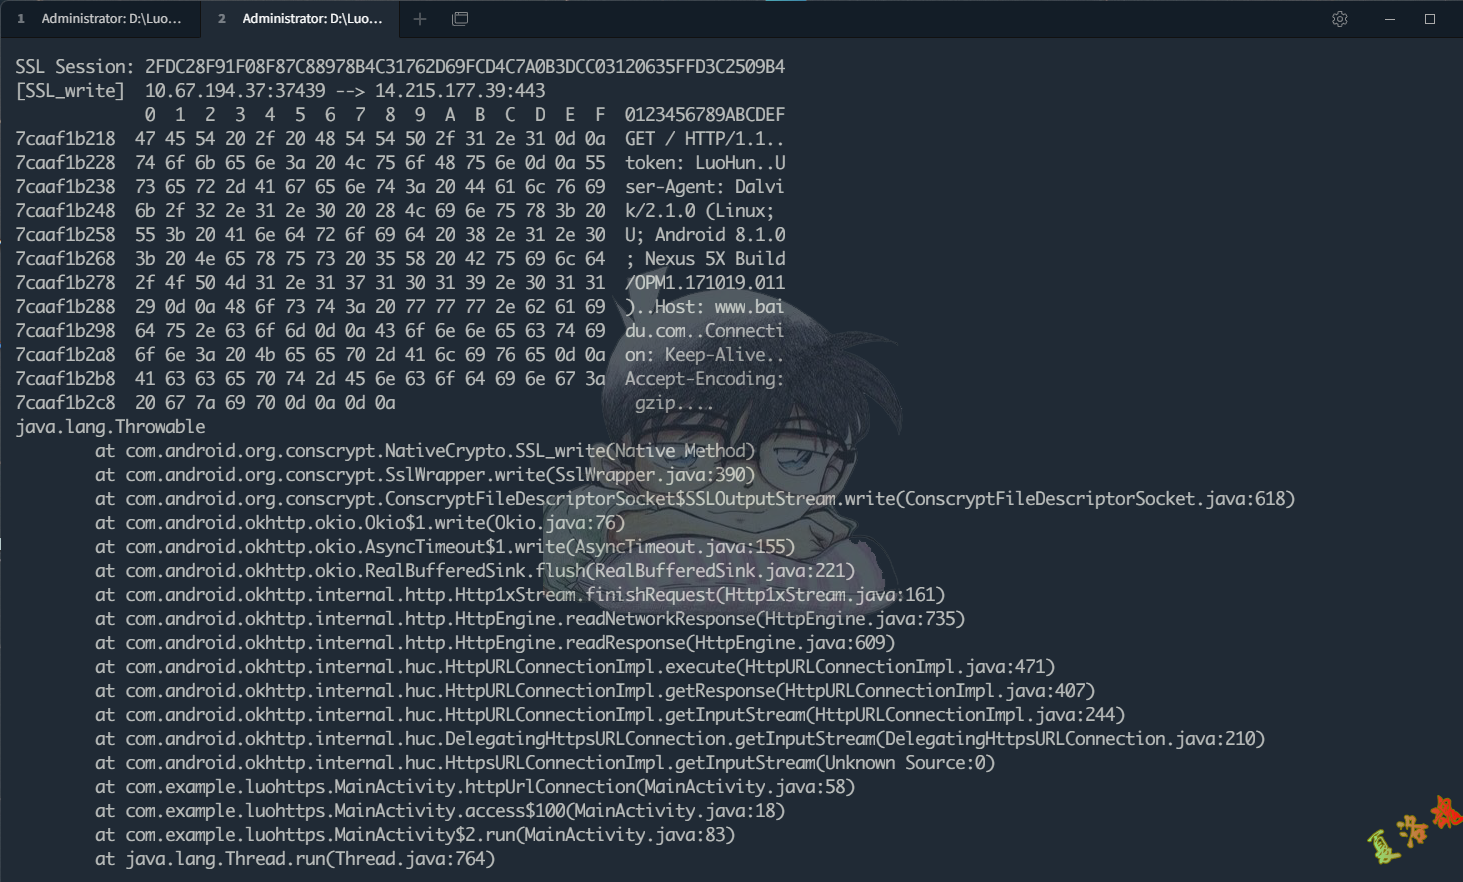 1 Administrator: D:\Luo...
2 Administrator: D:\Luo...
SSL Session: 2FDC28F91F08F87C88978B4C31762D69FCD4C7A0B3DCC03120635FFD3C2509B4
[SSL_write]  10.67.194.37:37439 --> 14.215.177.39:443
0  1  2  3  4  5  6  7  8  9  A  B  C  D  E  F  0123456789ABCDEF
7caaf1b218  47 45 54 20 2f 20 48 54 54 50 2f 31 2e 31 0d 0a  GET / HTTP/1.1..
7caaf1b228  74 6f 6b 65 6e 3a 20 4c 75 6f 48 75 6e 0d 0a 55  token: LuoHun..U
7caaf1b238  73 65 72 2d 41 67 65 6e 74 3a 20 44 61 6c 76 69  ser-Agent: Dalvi
7caaf1b248  6b 2f 32 2e 31 2e 30 20 28 4c 69 6e 75 78 3b 20  k/2.1.0 (Linux;
7caaf1b258  55 3b 20 41 6e 64 72 6f 69 64 20 38 2e 31 2e 30  U; Android 8.1.0
7caaf1b268  3b 20 4e 65 78 75 73 20 35 58 20 42 75 69 6c 64  ; Nexus 5X Build
7caaf1b278  2f 4f 50 4d 31 2e 31 37 31 30 31 39 2e 30 31 31  /OPM1.171019.011
7caaf1b288  29 0d 0a 48 6f 73 74 3a 20 77 77 77 2e 62 61 69  )..Host: www.bai
7caaf1b298  64 75 2e 63 6f 6d 0d 0a 43 6f 6e 6e 65 63 74 69  du.com..Connecti
7caaf1b2a8  6f 6e 3a 20 4b 65 65 70 2d 41 6c 69 76 65 0d 0a  on: Keep-Alive..
7caaf1b2b8  41 63 63 65 70 74 2d 45 6e 63 6f 64 69 6e 67 3a  Accept-Encoding:
7caaf1b2c8  20 67 7a 69 70 0d 0a 0d 0a  gzip....
java.lang.Throwable
at com.android.org.conscrypt.NativeCrypto.SSL_write(Native Method)
at com.android.org.conscrypt.SslWrapper.write(SslWrapper.java:390)
at com.android.org.conscrypt.ConscryptFileDescriptorSocket$SSLOutputStream.write(ConscryptFileDescriptorSocket.java:618)
at com.android.okhttp.okio.Okio$1.write(Okio.java:76)
at com.android.okhttp.okio.AsyncTimeout$1.write(AsyncTimeout.java:155)
at com.android.okhttp.okio.RealBufferedSink.flush(RealBufferedSink.java:221)
at com.android.okhttp.internal.http.Http1xStream.finishRequest(Http1xStream.java:161)
at com.android.okhttp.internal.http.HttpEngine.readNetworkResponse(HttpEngine.java:735)
at com.android.okhttp.internal.http.HttpEngine.readResponse(HttpEngine.java:609)
at com.android.okhttp.internal.huc.HttpURLConnectionImpl.execute(HttpURLConnectionImpl.java:471)
at com.android.okhttp.internal.huc.HttpURLConnectionImpl.getResponse(HttpURLConnectionImpl.java:407)
at com.android.okhttp.internal.huc.HttpURLConnectionImpl.getInputStream(HttpURLConnectionImpl.java:244)
at com.android.okhttp.internal.huc.DelegatingHttpsURLConnection.getInputStream(DelegatingHttpsURLConnection.java:210)
at com.android.okhttp.internal.huc.HttpsURLConnectionImpl.getInputStream(Unknown Source:0)
at com.example.luohttps.MainActivity.httpUrlConnection(MainActivity.java:58)
at com.example.luohttps.MainActivity.access$100(MainActivity.java:18)
at com.example.luohttps.MainActivity$2.run(MainActivity.java:83)
at java.lang.Thread.run(Thread.java:764)
夏洛